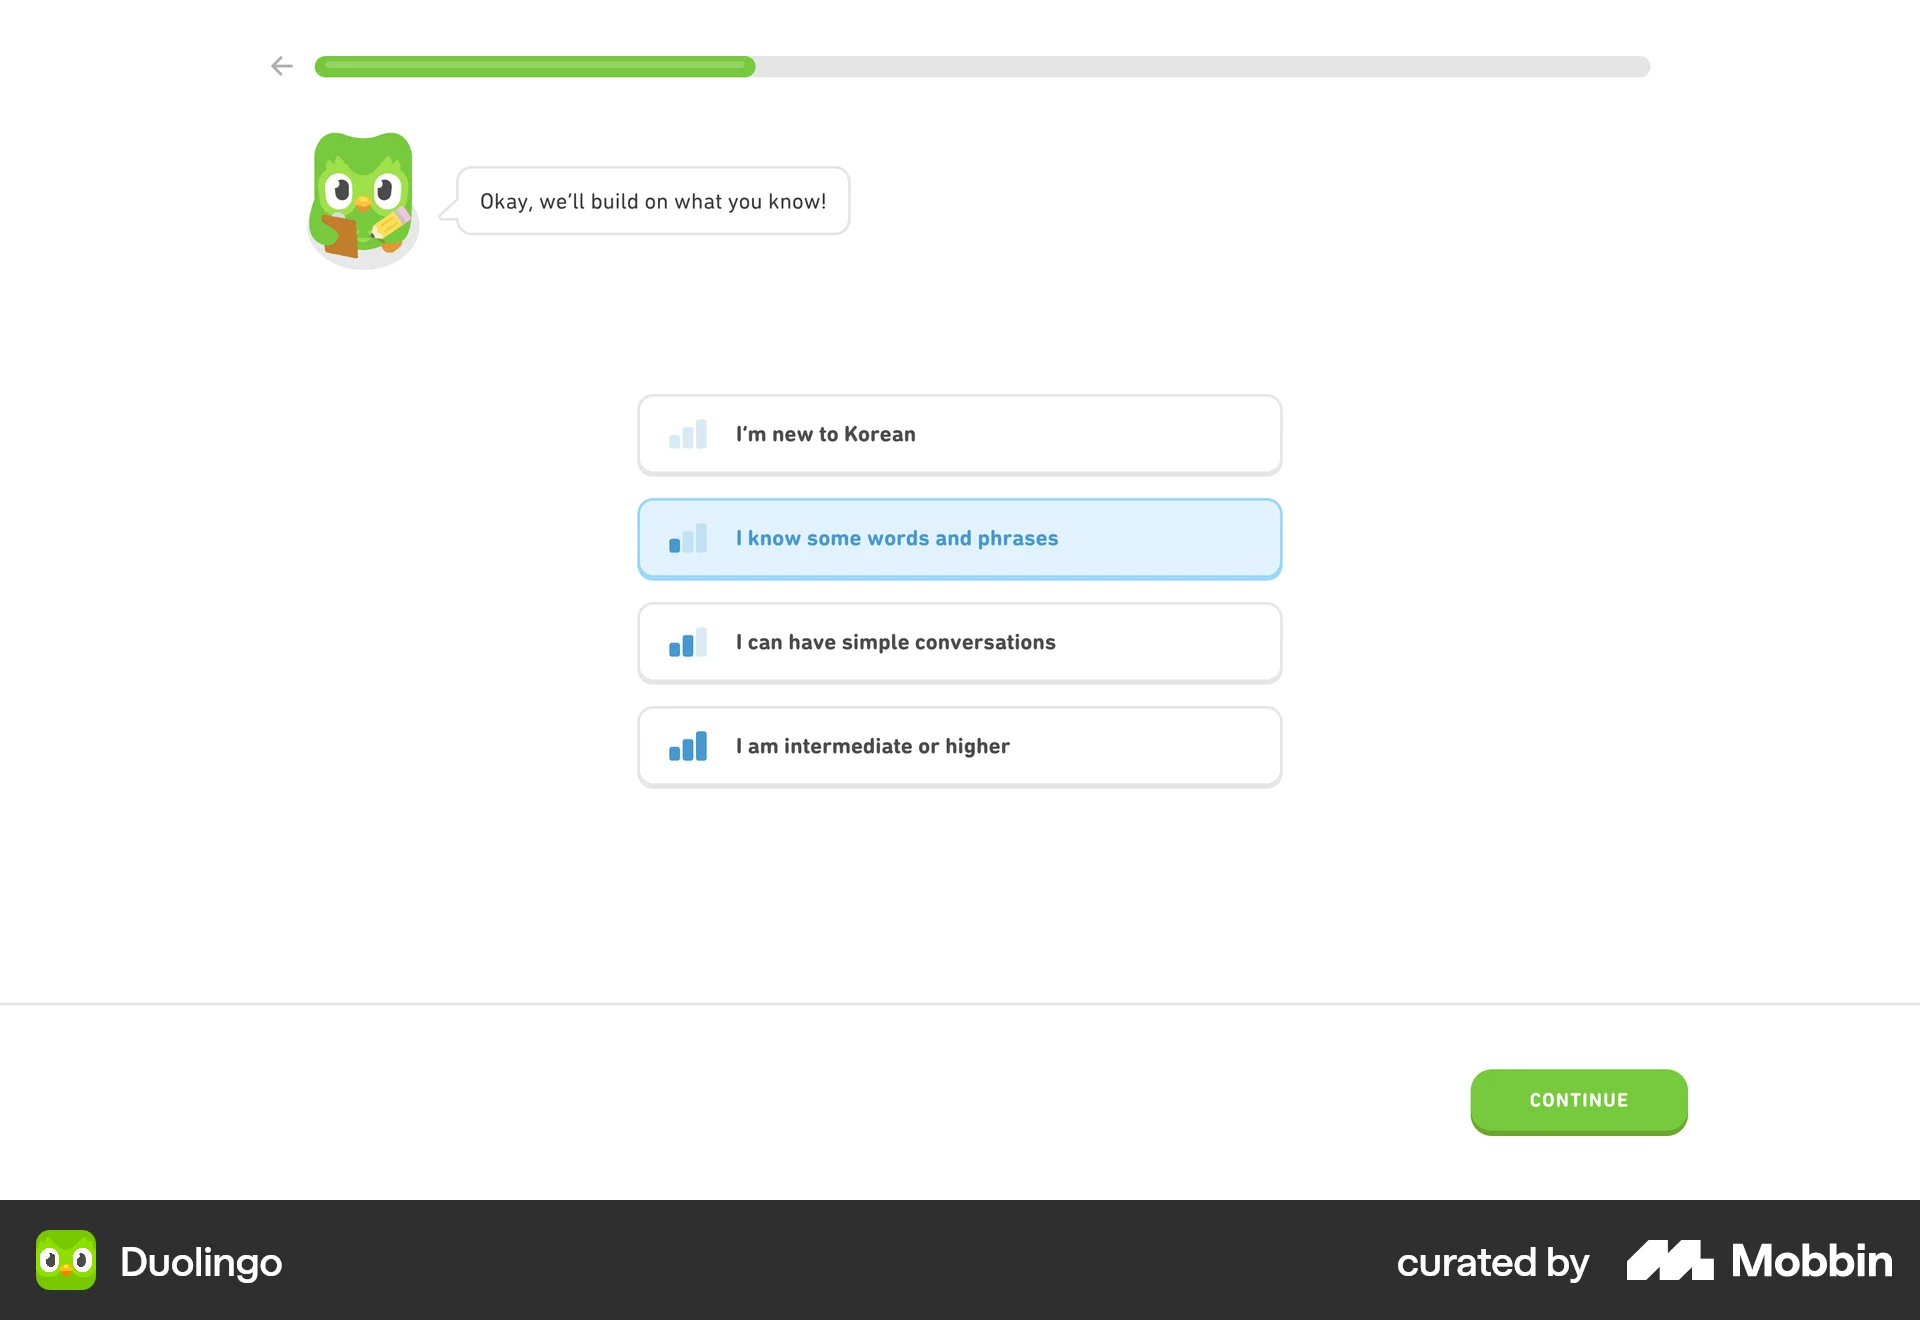 Okay, we’ll build on what you know!
I’m new to Korean
I know some words and phrases
I can have simple conversations
I am intermediate or higher
CONTINUE
Duolingo
curated by Mobbin